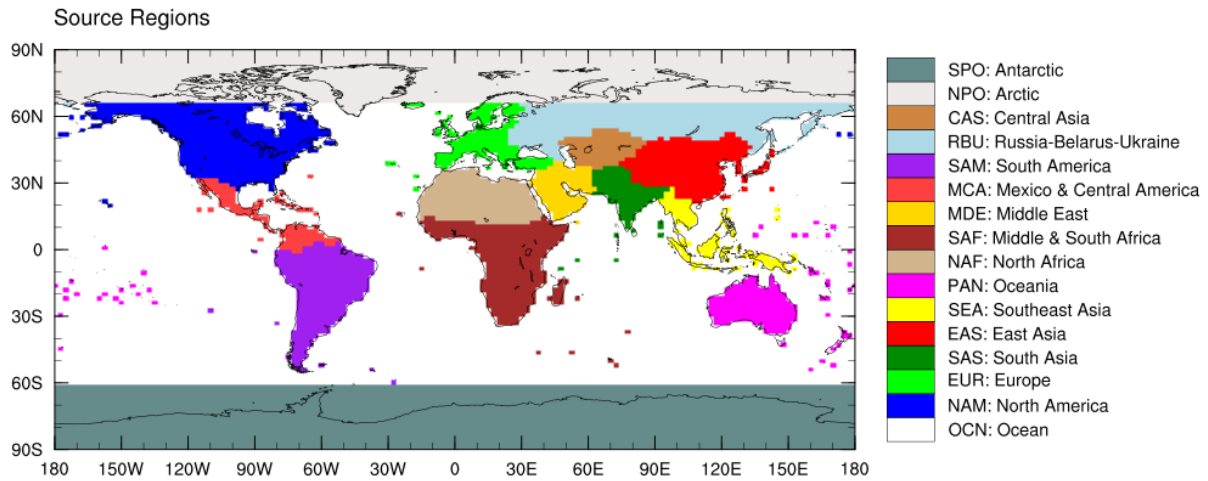 Source Regions
90N
60N
30N
0
30S
60S
90S
180 150W 120W 90W 60W 30W 0 30E 60E 90E 120E 150E 180
SPO: Antarctic
NPO: Arctic
CAS: Central Asia
RBU: Russia-Belarus-Ukraine
SAM: South America
MCA: Mexico & Central America
MDE: Middle East
SAF: Middle & South Africa
NAF: North Africa
PAN: Oceania
SEA: Southeast Asia
EAS: East Asia
SAS: South Asia
EUR: Europe
NAM: North America
OCN: Ocean